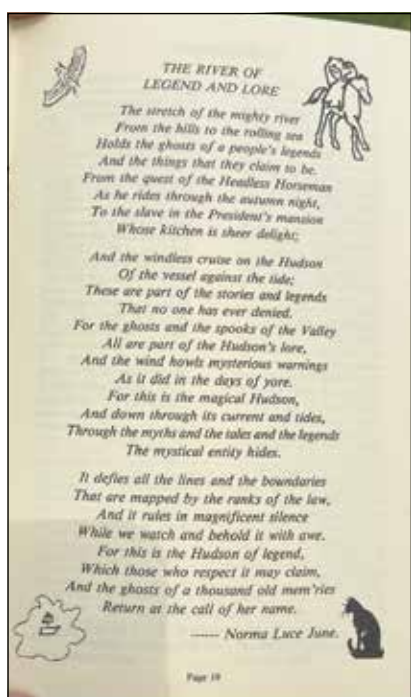 THE RIVER OF
LEGEND AND LORE
The stretch of the mighty river
From the hills to the rolling sea
Holds the ghosts of a people's legends
And the things that they claim to be.
From the quest of the Headless Horseman
As he rides through the autumn night,
To the slave in the President's mansion
Whose kitchen is sheer delight;
And the windless cruise on the Hudson
Of the vessel against the tide;
These are part of the stories and legends
That no one has ever denied.
For the ghosts and the spooks of the Valley
All are part of the Hudson's lore,
And the wind howls mysterious warnings
As it did in the days of yore.
For this is the magical Hudson,
And down through its current and tides,
Through the myths and the tales and the legends
The mystical entity hides.
It defies all the lines and the boundaries
That are mapped by the ranks of the law,
And it rules in magnificent silence
While we watch and behold it with awe.
For this is the Hudson of legend,
Which those who respect it may claim,
And the ghosts of a thousand old mem'ries
Return at the call of her name.
------ Norma Luce June.
Page 19